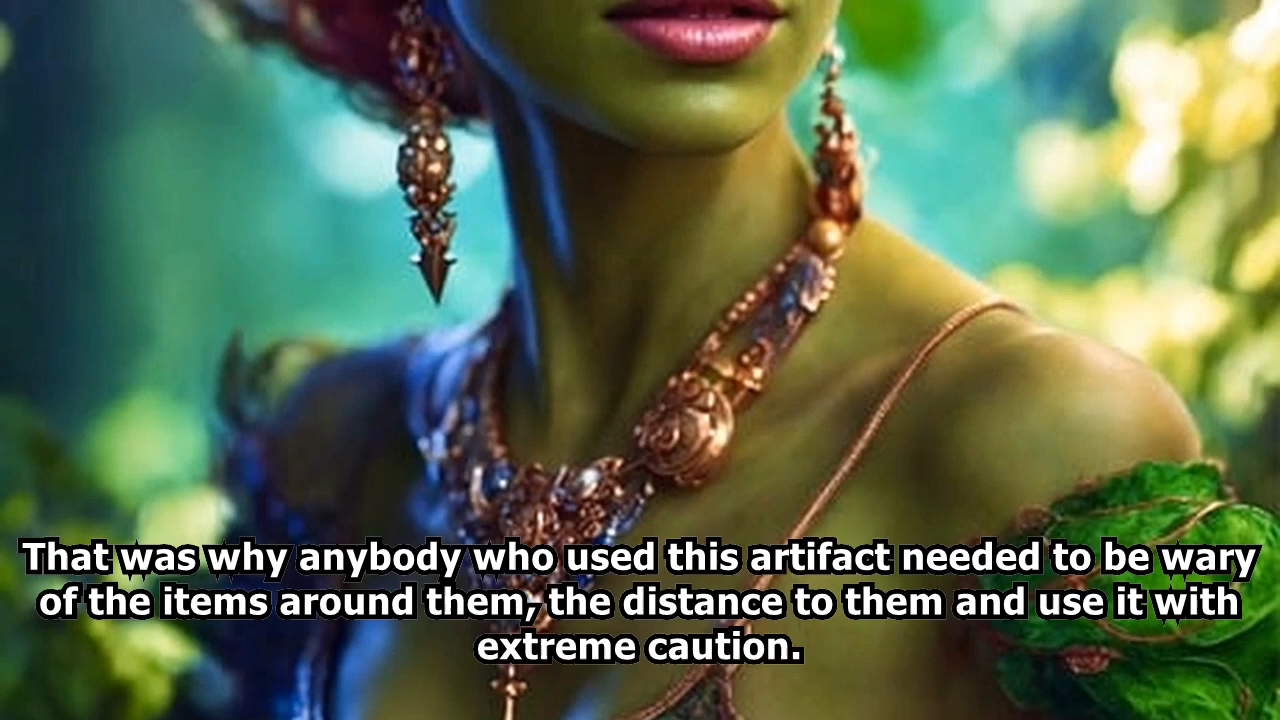 That was why anybody who used this artifact needed to be wary
of the items around them, the distance to them and use it with
extreme caution.